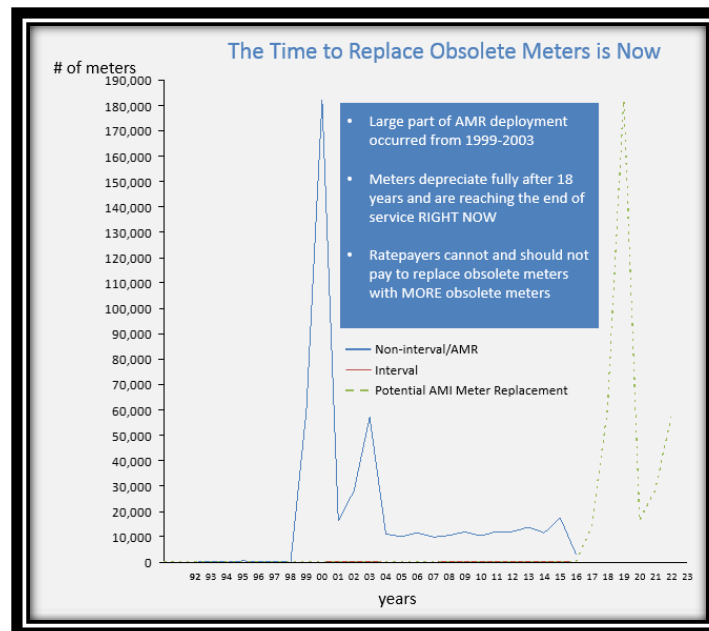 The Time to Replace Obsolete Meters is Now
# of meters
190,000
180,000
170,000
160,000
150,000
140,000
130,000
120,000
110,000
100,000
90,000
80,000
70,000
60,000
50,000
40,000
30,000
20,000
10,000
0
• Large part of AMR deployment
occurred from 1999-2003
• Meters depreciate fully after 18
years and are reaching the end of
service RIGHT NOW
• Ratepayers cannot and should not
pay to replace obsolete meters
with MORE obsolete meters
Non-interval/AMR
Interval
Potential AMI Meter Replacement
92 93 94 95 96 97 98 99 00 01 02 03 04 05 06 07 08 09 10 11 12 13 14 15 16 17 18 19 20 21 22 23
years